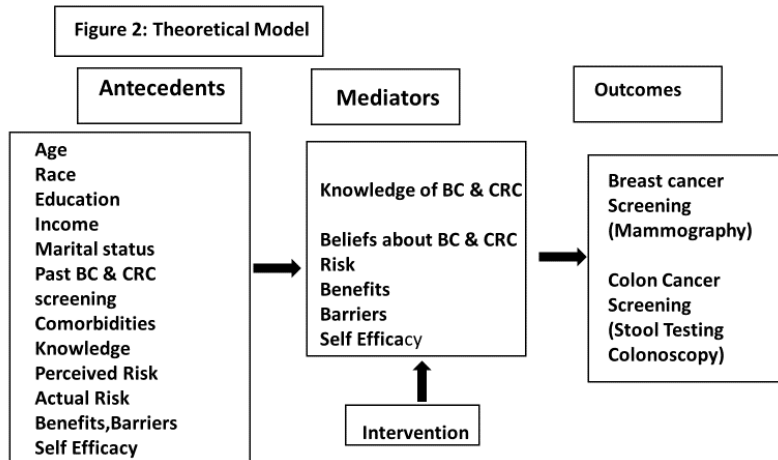 Figure 2: Theoretical Model
Antecedents
Mediators
Outcomes
Age
Race
Education
Income
Marital status
Past BC & CRC
screening
Comorbidities
Knowledge
Perceived Risk
Actual Risk
Benefits,Barriers
Self Efficacy
Knowledge of BC & CRC
Beliefs about BC & CRC
Risk
Benefits
Barriers
Self Efficacy
Intervention
Breast cancer
Screening
(Mammography)
Colon Cancer
Screening
(Stool Testing
Colonoscopy)